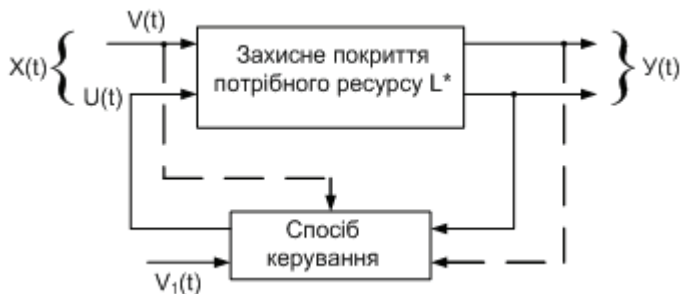 V(t)
X(t)
U(t)
Захисне покриття
потрібного ресурсу L*
У(t)
Спосіб
керування
V₁(t)